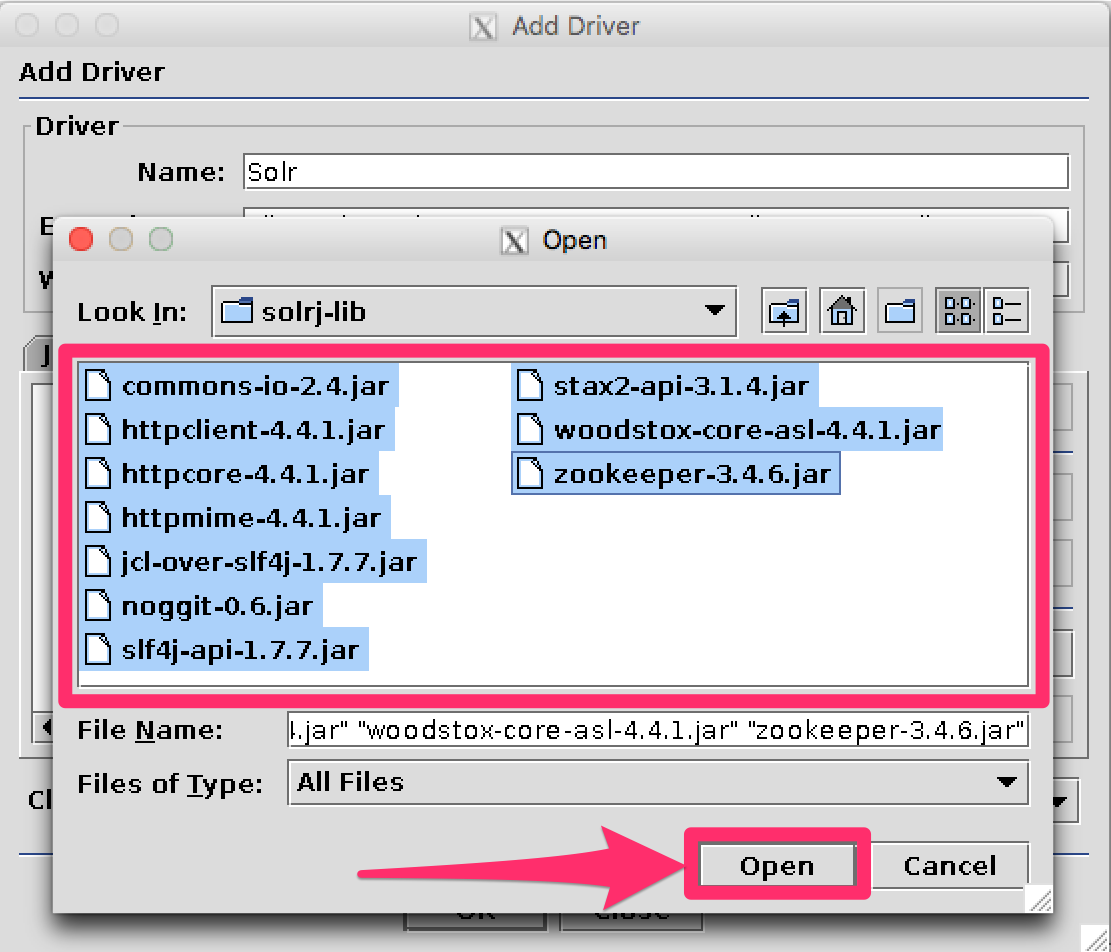 Add Driver
Add Driver
Driver
Name: Solr
Open
Look In: solrj-lib
commons-io-2.4.jar
httpclient-4.4.1.jar
httpcore-4.4.1.jar
httpmime-4.4.1.jar
jcl-over-slf4j-1.7.7.jar
noggit-0.6.jar
slf4j-api-1.7.7.jar
stax2-api-3.1.4.jar
woodstox-core-asl-4.4.1.jar
zookeeper-3.4.6.jar
File Name: .jar" "woodstox-core-asl-4.4.1.jar" "zookeeper-3.4.6.jar"
Files of Type: All Files
Open Cancel
OK Close